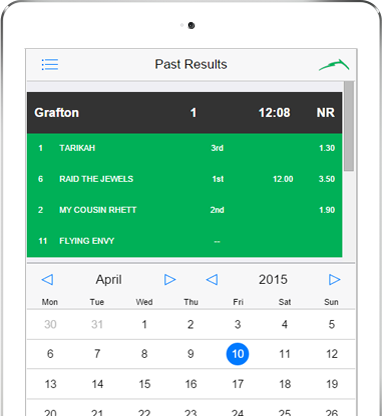 Past Results
Grafton 1 12:08 NR
1 TARIKAH 3rd 1.30
6 RAID THE JEWELS 1st 12.00 3.50
2 MY COUSIN RHETT 2nd 1.90
11 FLYING ENVY --
April 2015
Mon Tue Wed Thu Fri Sat Sun
30 31 1 2 3 4 5
6 7 8 9 10 11 12
13 14 15 16 17 18 19
20 21 22 23 24 25 26